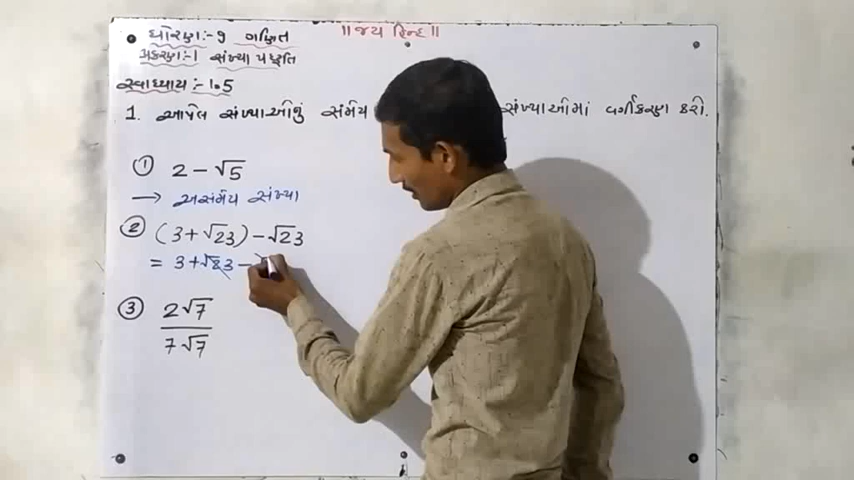 ધોરણ:-9 ગણિત
॥જય હિન્દ॥
પ્રકરણ:-1 સંખ્યા પદ્ધતિ
સ્વાધ્યાય:-1.5
1. આપેલ સંખ્યાઓનું સંમેય સંખ્યાઓમાં વર્ગીકરણ કરો.
① 2-√5
→ અસંમેય સંખ્યા
② (3+√23)-√23
= 3+√23-
③ 2√7
7√7